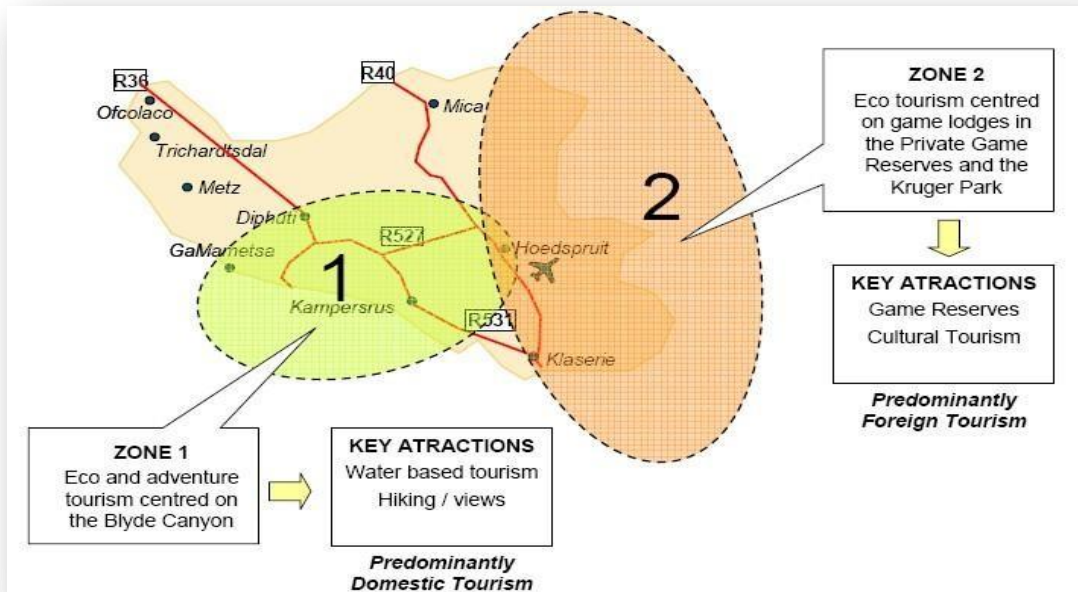 R36
R40
Ofcolaco
Mica
Trichardtsdal
Metz
2
Diphuti
R527
Hoedspruit
GaMametsa
1
Kampersrus
R531
Klaserie
ZONE 2
Eco tourism centred
on game lodges in
the Private Game
Reserves and the
Kruger Park
KEY ATRACTIONS
Game Reserves
Cultural Tourism
Predominantly
Foreign Tourism
ZONE 1
Eco and adventure
tourism centred on
the Blyde Canyon
KEY ATRACTIONS
Water based tourism
Hiking / views
Predominantly
Domestic Tourism